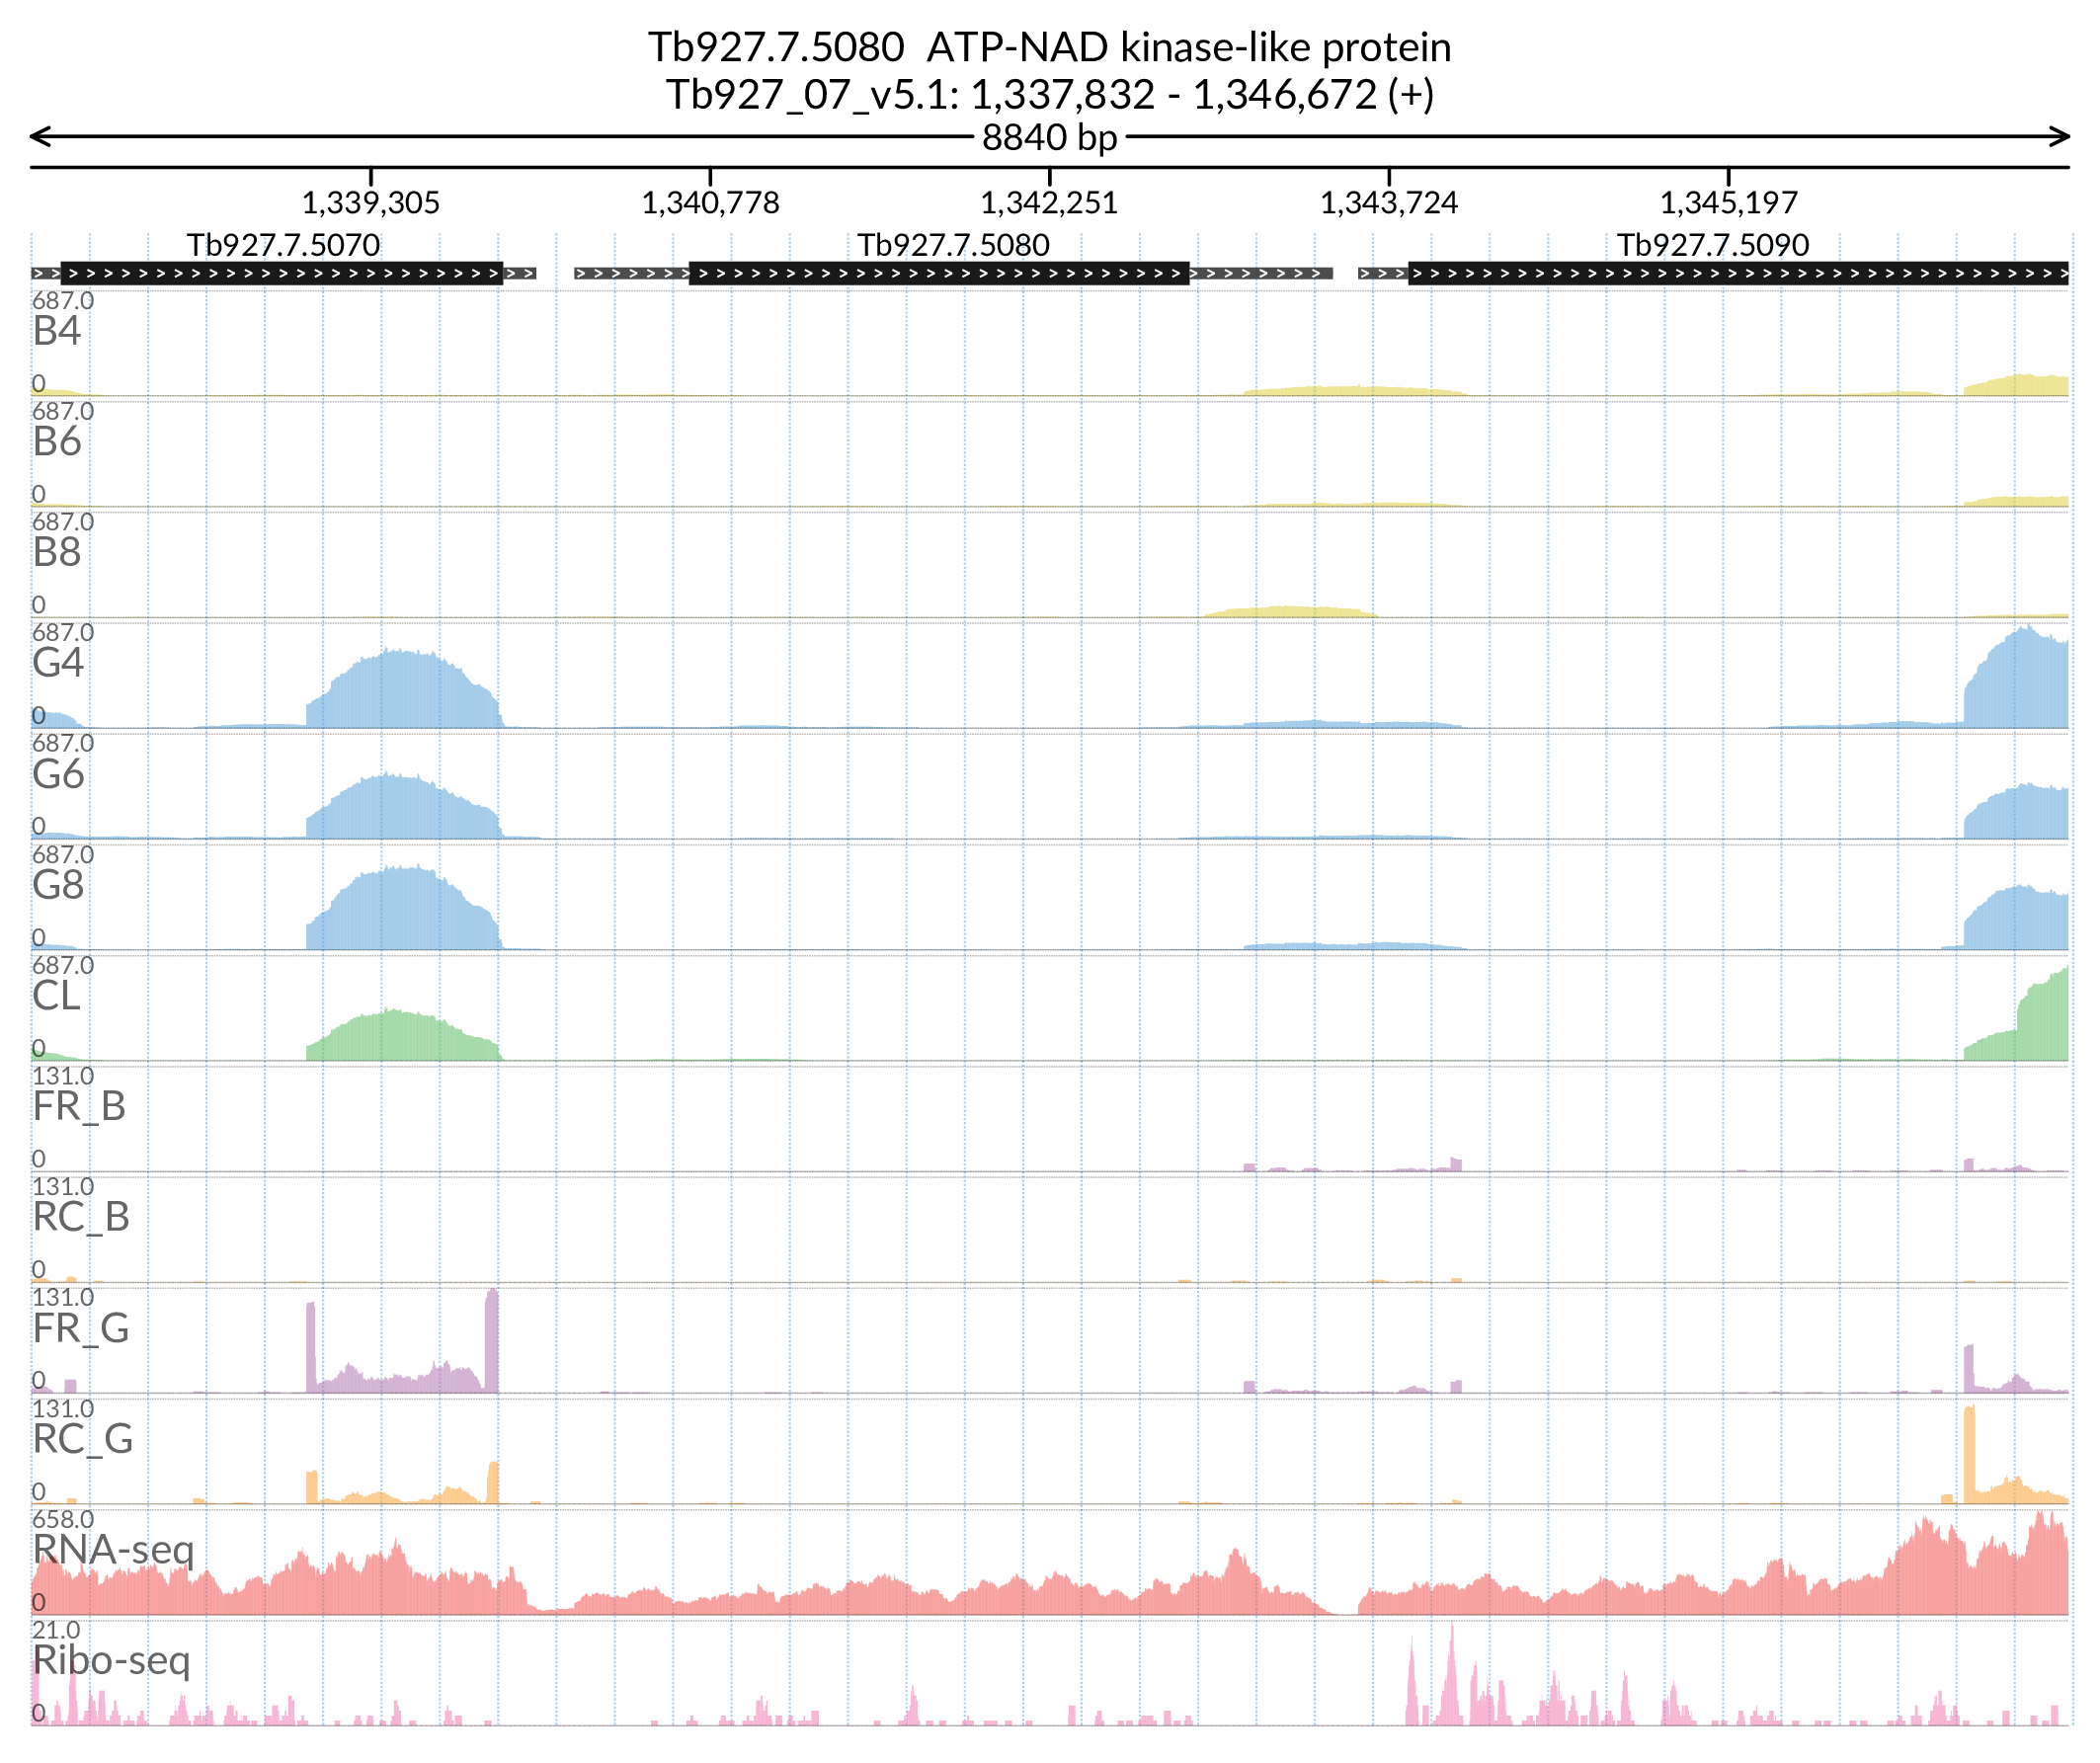 Tb927.7.5080 ATP-NAD kinase-like protein
Tb927_07_v5.1: 1,337,832 - 1,346,672 (+)
8840 bp
1,339,305 1,340,778 1,342,251 1,343,724 1,345,197
Tb927.7.5070 Tb927.7.5080 Tb927.7.5090
687.0
B4
0
687.0
B6
0
687.0
B8
0
687.0
G4
0
687.0
G6
0
687.0
G8
0
687.0
CL
0
131.0
FR_B
0
131.0
RC_B
0
131.0
FR_G
0
131.0
RC_G
0
658.0
RNA-seq
0
21.0
Ribo-seq
0